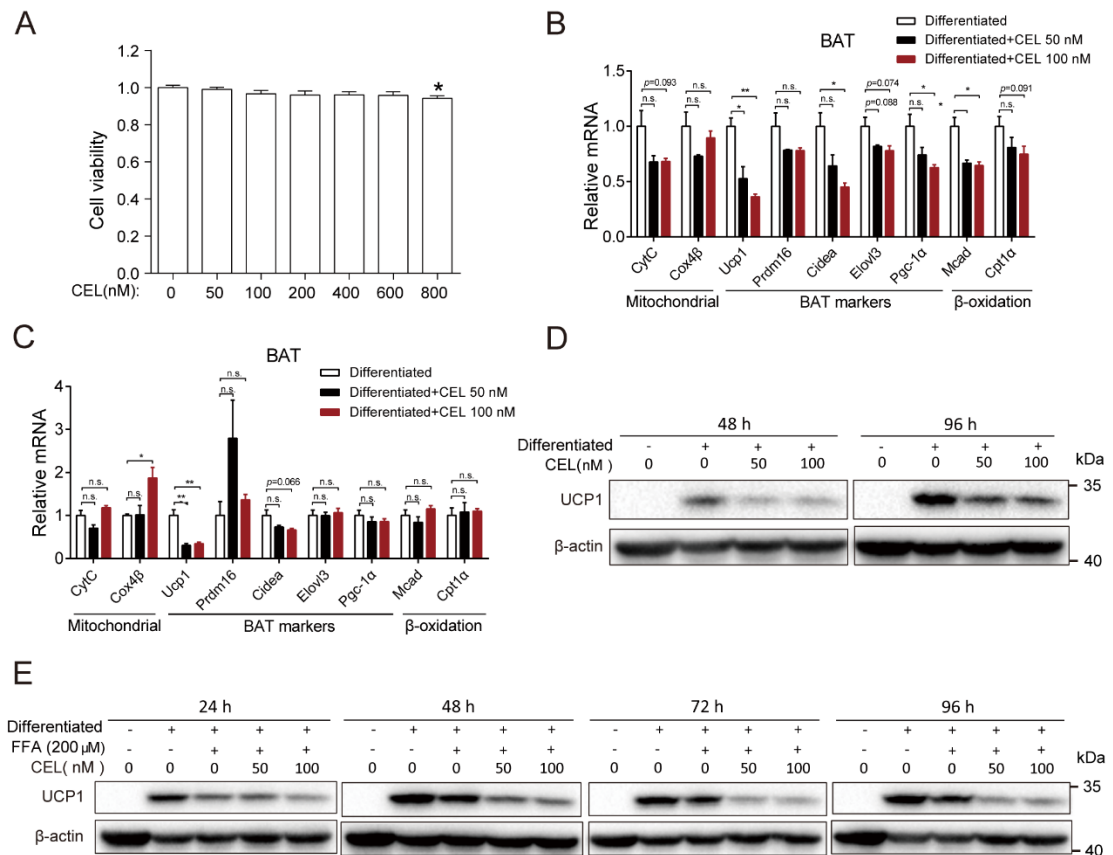 A
Cell viability
1.2
1.0
0.8
0.6
0.4
0.2
0.0
*
CEL(nM): 0 50 100 200 400 600 800
B
BAT
Differentiated
Differentiated+CEL 50 nM
Differentiated+CEL 100 nM
Relative mRNA
1.5
1.0
0.5
0.0
p=0.093 n.s. ** n.s. * p=0.074 * * p=0.091
n.s. n.s. * n.s. n.s. p=0.088 n.s. * n.s. n.s.
CytC Cox4β Ucp1 Prdm16 Cidea Elovl3 Pgc-1α Mcad Cpt1α
Mitochondrial BAT markers β-oxidation
C
BAT
Differentiated
Differentiated+CEL 50 nM
Differentiated+CEL 100 nM
Relative mRNA
4
2
1
0
n.s.
n.s.
n.s. * ** p=0.066 n.s. n.s. n.s. n.s.
n.s. n.s. ** n.s. n.s. n.s. n.s. n.s.
CytC Cox4β Ucp1 Prdm16 Cidea Elovl3 Pgc-1α Mcad Cpt1α
Mitochondrial BAT markers β-oxidation
D
48 h 96 h
Differentiated - + + + - + + +
CEL(nM) 0 0 50 100 0 0 50 100 kDa
UCP1 35
β-actin 40
E
24 h 48 h 72 h 96 h
Differentiated - + + + + - + + + + - + + + + - + + + +
FFA (200 μM) - - + + + - - + + + - - + + + - - + + +
CEL( nM) 0 0 0 50 100 0 0 0 50 100 0 0 0 50 100 0 0 0 50 100 kDa
UCP1 35
β-actin 40